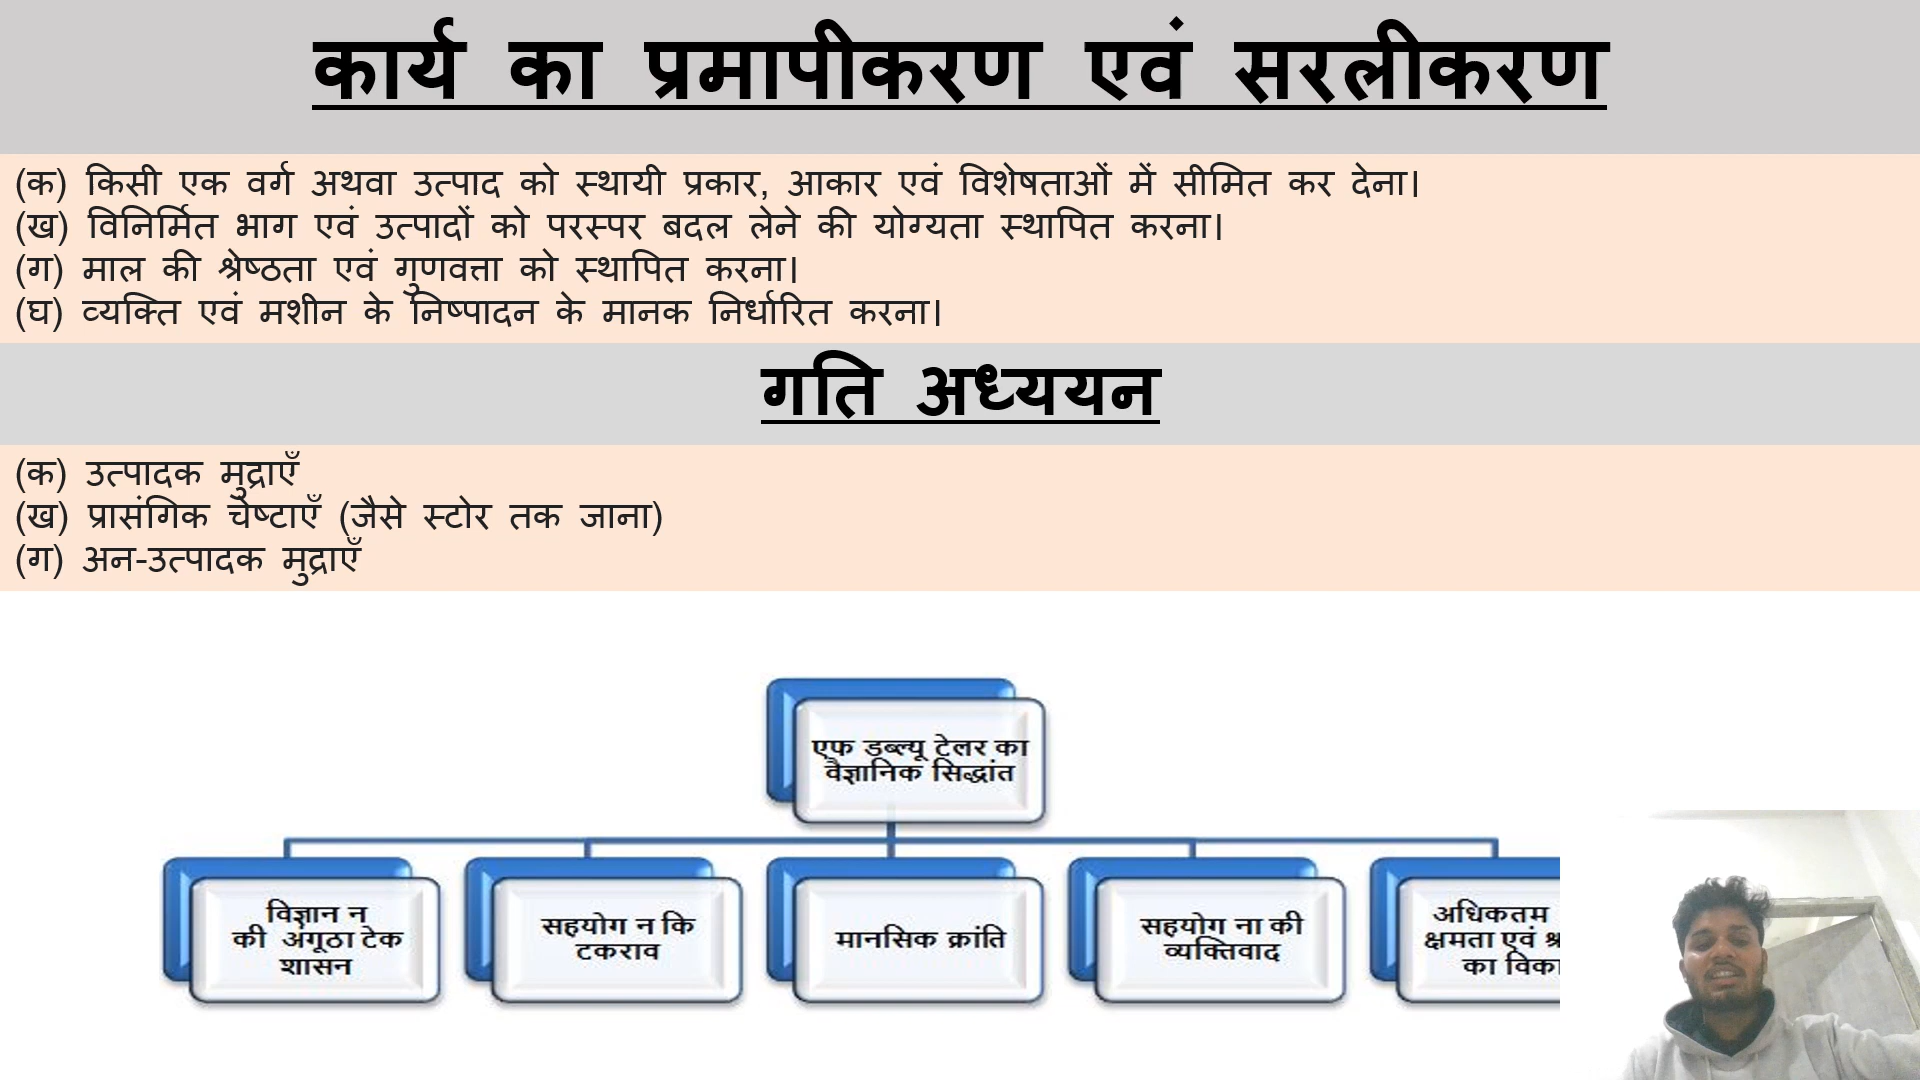 कार्य का प्रमापीकरण एवं सरलीकरण
(क) किसी एक वर्ग अथवा उत्पाद को स्थायी प्रकार, आकार एवं विशेषताओं में सीमित कर देना।
(ख) विनिर्मित भाग एवं उत्पादों को परस्पर बदल लेने की योग्यता स्थापित करना।
(ग) माल की श्रेष्ठता एवं गुणवत्ता को स्थापित करना।
(घ) व्यक्ति एवं मशीन के निष्पादन के मानक निर्धारित करना।
गति अध्ययन
(क) उत्पादक मुद्राएँ
(ख) प्रासंगिक चेष्टाएँ (जैसे स्टोर तक जाना)
(ग) अन-उत्पादक मुद्राएँ
एफ डब्ल्यू टेलर का
वैज्ञानिक सिद्धांत
विज्ञान न
की अंगूठा टेक
शासन
सहयोग न कि
टकराव
मानसिक क्रांति
सहयोग ना की
व्यक्तिवाद
अधिकतम
क्षमता एवं
का